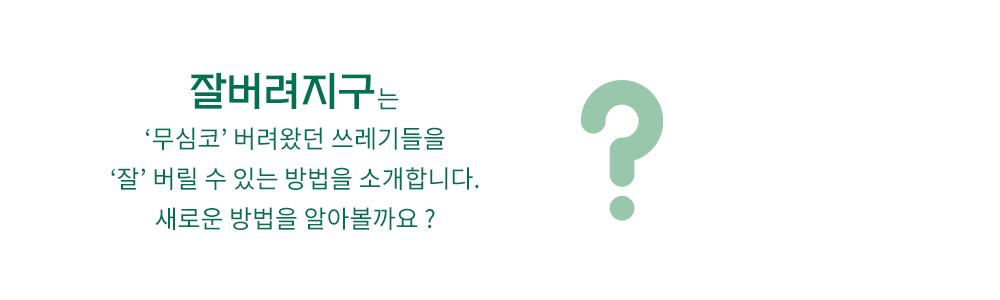 잘버려지구는
‘무심코’ 버려왔던 쓰레기들을
‘잘’ 버릴 수 있는 방법을 소개합니다.
새로운 방법을 알아볼까요 ?
?